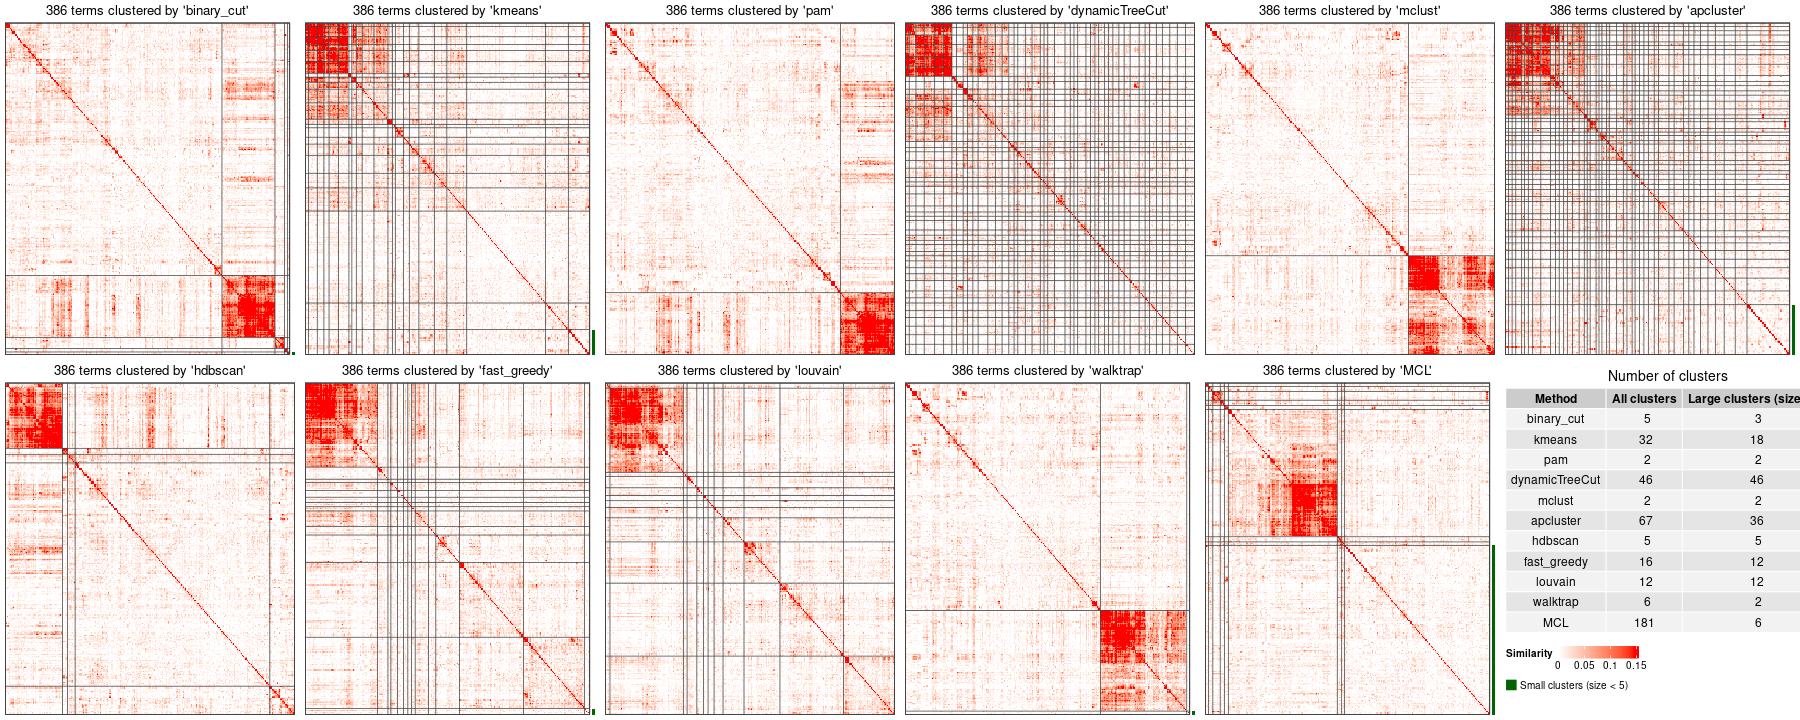 386 terms clustered by 'binary_cut'
386 terms clustered by 'kmeans'
386 terms clustered by 'pam'
386 terms clustered by 'dynamicTreeCut'
386 terms clustered by 'mclust'
386 terms clustered by 'apcluster'
386 terms clustered by 'hdbscan'
386 terms clustered by 'fast_greedy'
386 terms clustered by 'louvain'
386 terms clustered by 'walktrap'
386 terms clustered by 'MCL'
Number of clusters
Method All clusters Large clusters (size
binary_cut 5 3
kmeans 32 18
pam 2 2
dynamicTreeCut 46 46
mclust 2 2
apcluster 67 36
hdbscan 5 5
fast_greedy 16 12
louvain 12 12
walktrap 6 2
MCL 181 6
Similarity
0 0.05 0.1 0.15
Small clusters (size < 5)